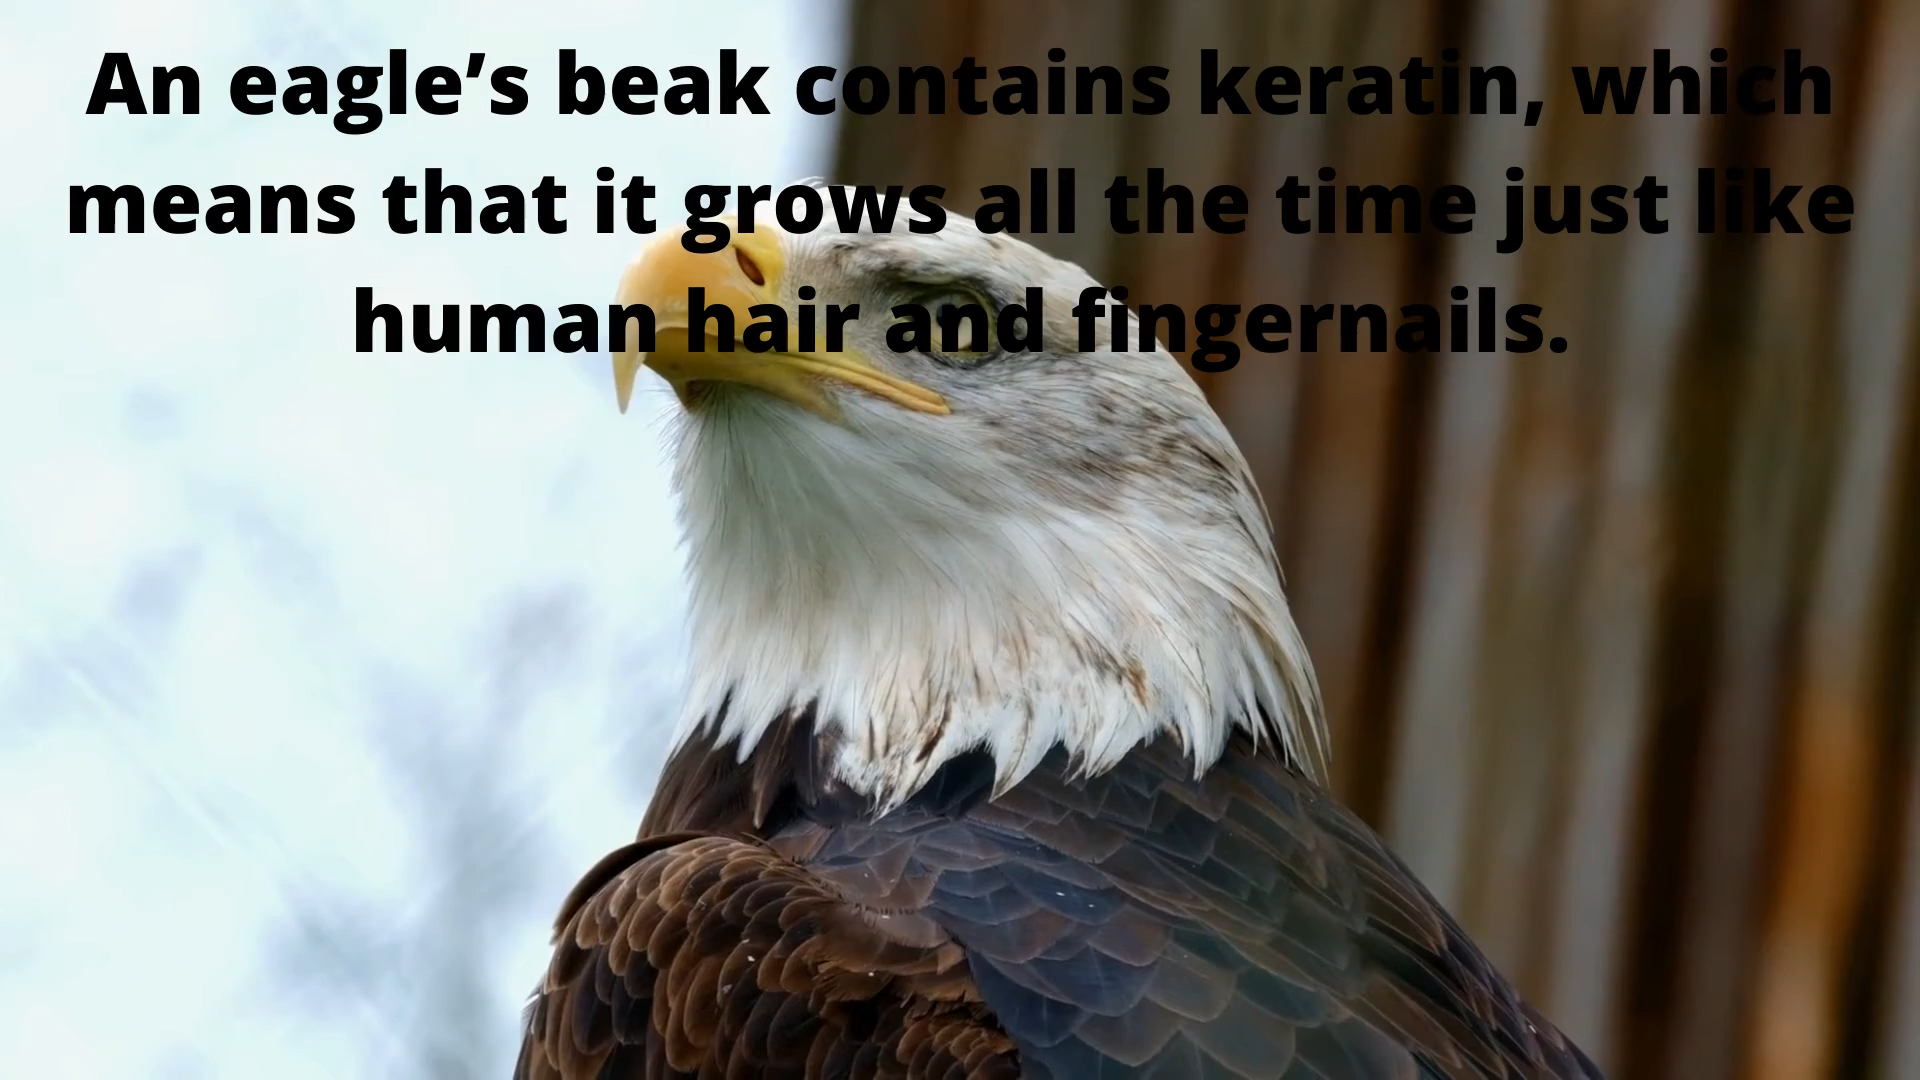 An eagle’s beak contains keratin, which
means that it grows all the time just like
human hair and fingernails.